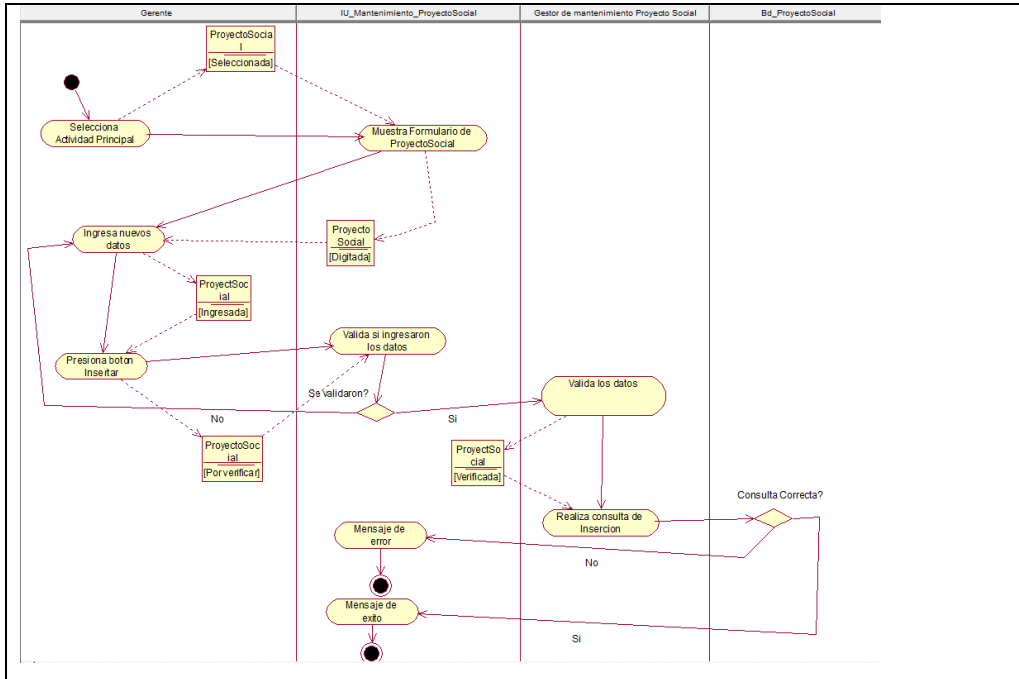 Gerente
IU_Mantenimiento_ProyectoSocial
Gestor de mantenimiento Proyecto Social
Bd_ProyectoSocial
ProyectoSocia
l
[Seleccionada]
Selecciona
Actividad Principal
Muestra Formulario de
ProyectoSocial
Ingresa nuevos
datos
Proyecto
Social
[Digitada]
ProyectSoc
ial
[Ingresada]
Valida si ingresaron
los datos
Presiona boton
Insertar
Se validaron?
Valida los datos
No
Si
ProyectoSoc
ial
[Por verificar]
ProyectSo
cial
[Verificada]
Consulta Correcta?
Realiza consulta de
Insercion
Mensaje de
error
No
Mensaje de
exito
Si